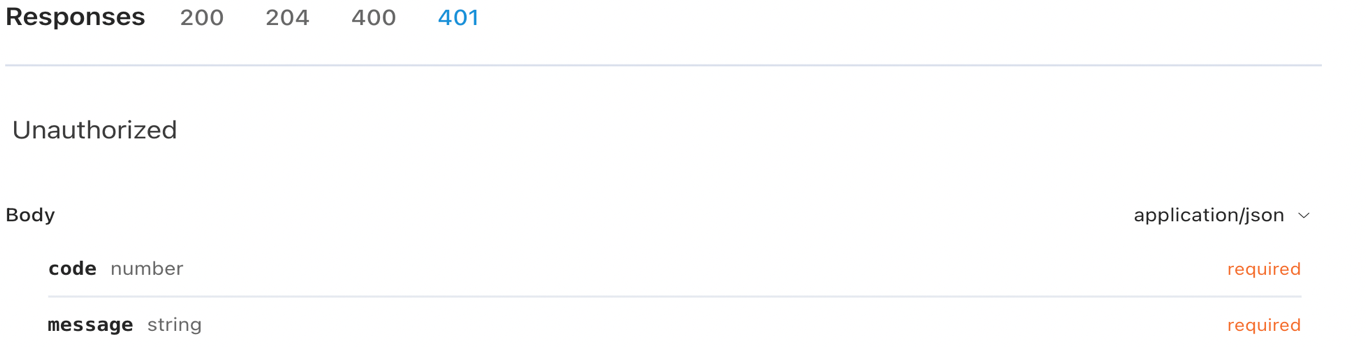 Responses 200 204 400 401
Unauthorized
Body application/json
code number required
message string required